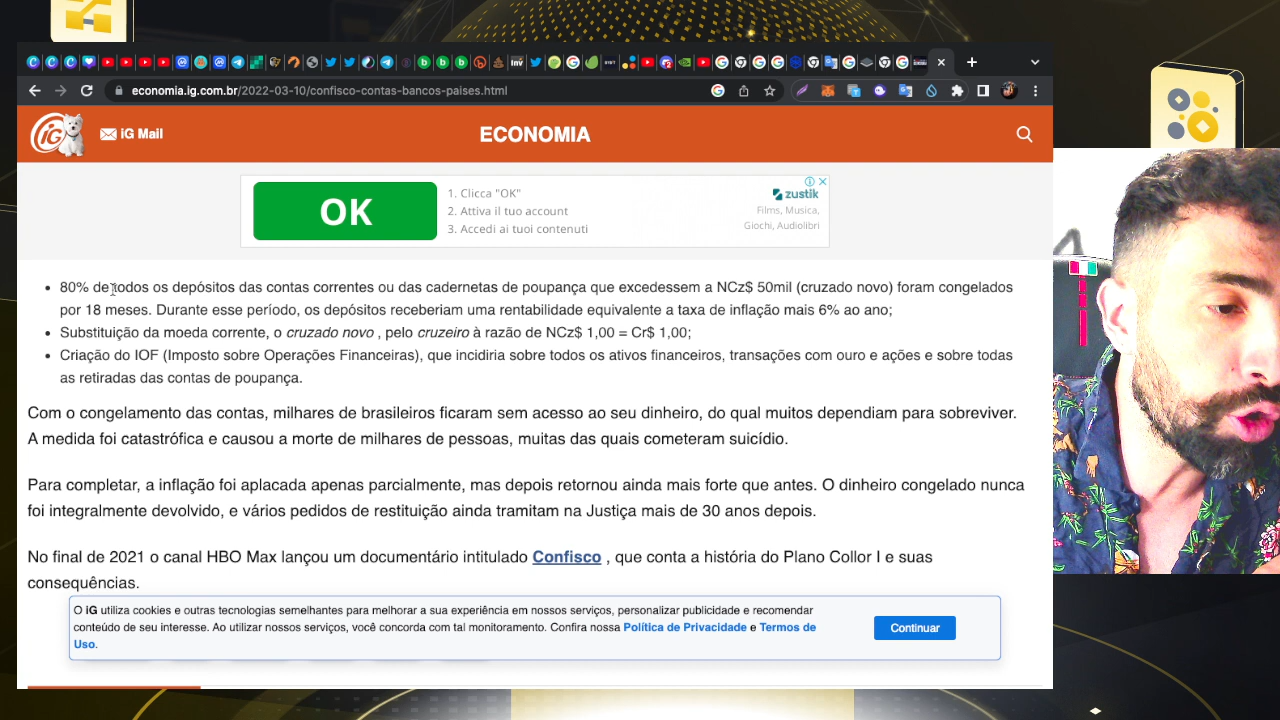 economia.ig.com.br/2022-03-10/confisco-contas-bancos-paises.html
iG
iG Mail
ECONOMIA
OK
1. Clicca "OK"
2. Attiva il tuo account
3. Accedi ai tuoi contenuti
zustik
Films, Musica,
Giochi, Audiolibri
80% de todos os depósitos das contas correntes ou das cadernetas de poupança que excedessem a NCz$ 50mil (cruzado novo) foram congelados
por 18 meses. Durante esse período, os depósitos receberiam uma rentabilidade equivalente a taxa de inflação mais 6% ao ano;
Substituição da moeda corrente, o cruzado novo , pelo cruzeiro à razão de NCz$ 1,00 = Cr$ 1,00;
Criação do IOF (Imposto sobre Operações Financeiras), que incidiria sobre todos os ativos financeiros, transações com ouro e ações e sobre todas
as retiradas das contas de poupança.
Com o congelamento das contas, milhares de brasileiros ficaram sem acesso ao seu dinheiro, do qual muitos dependiam para sobreviver.
A medida foi catastrófica e causou a morte de milhares de pessoas, muitas das quais cometeram suicídio.
Para completar, a inflação foi aplacada apenas parcialmente, mas depois retornou ainda mais forte que antes. O dinheiro congelado nunca
foi integralmente devolvido, e vários pedidos de restituição ainda tramitam na Justiça mais de 30 anos depois.
No final de 2021 o canal HBO Max lançou um documentário intitulado Confisco , que conta a história do Plano Collor I e suas
consequências.
O iG utiliza cookies e outras tecnologias semelhantes para melhorar a sua experiência em nossos serviços, personalizar publicidade e recomendar
conteúdo de seu interesse. Ao utilizar nossos serviços, você concorda com tal monitoramento. Confira nossa Política de Privacidade e Termos de
Uso.
Continuar